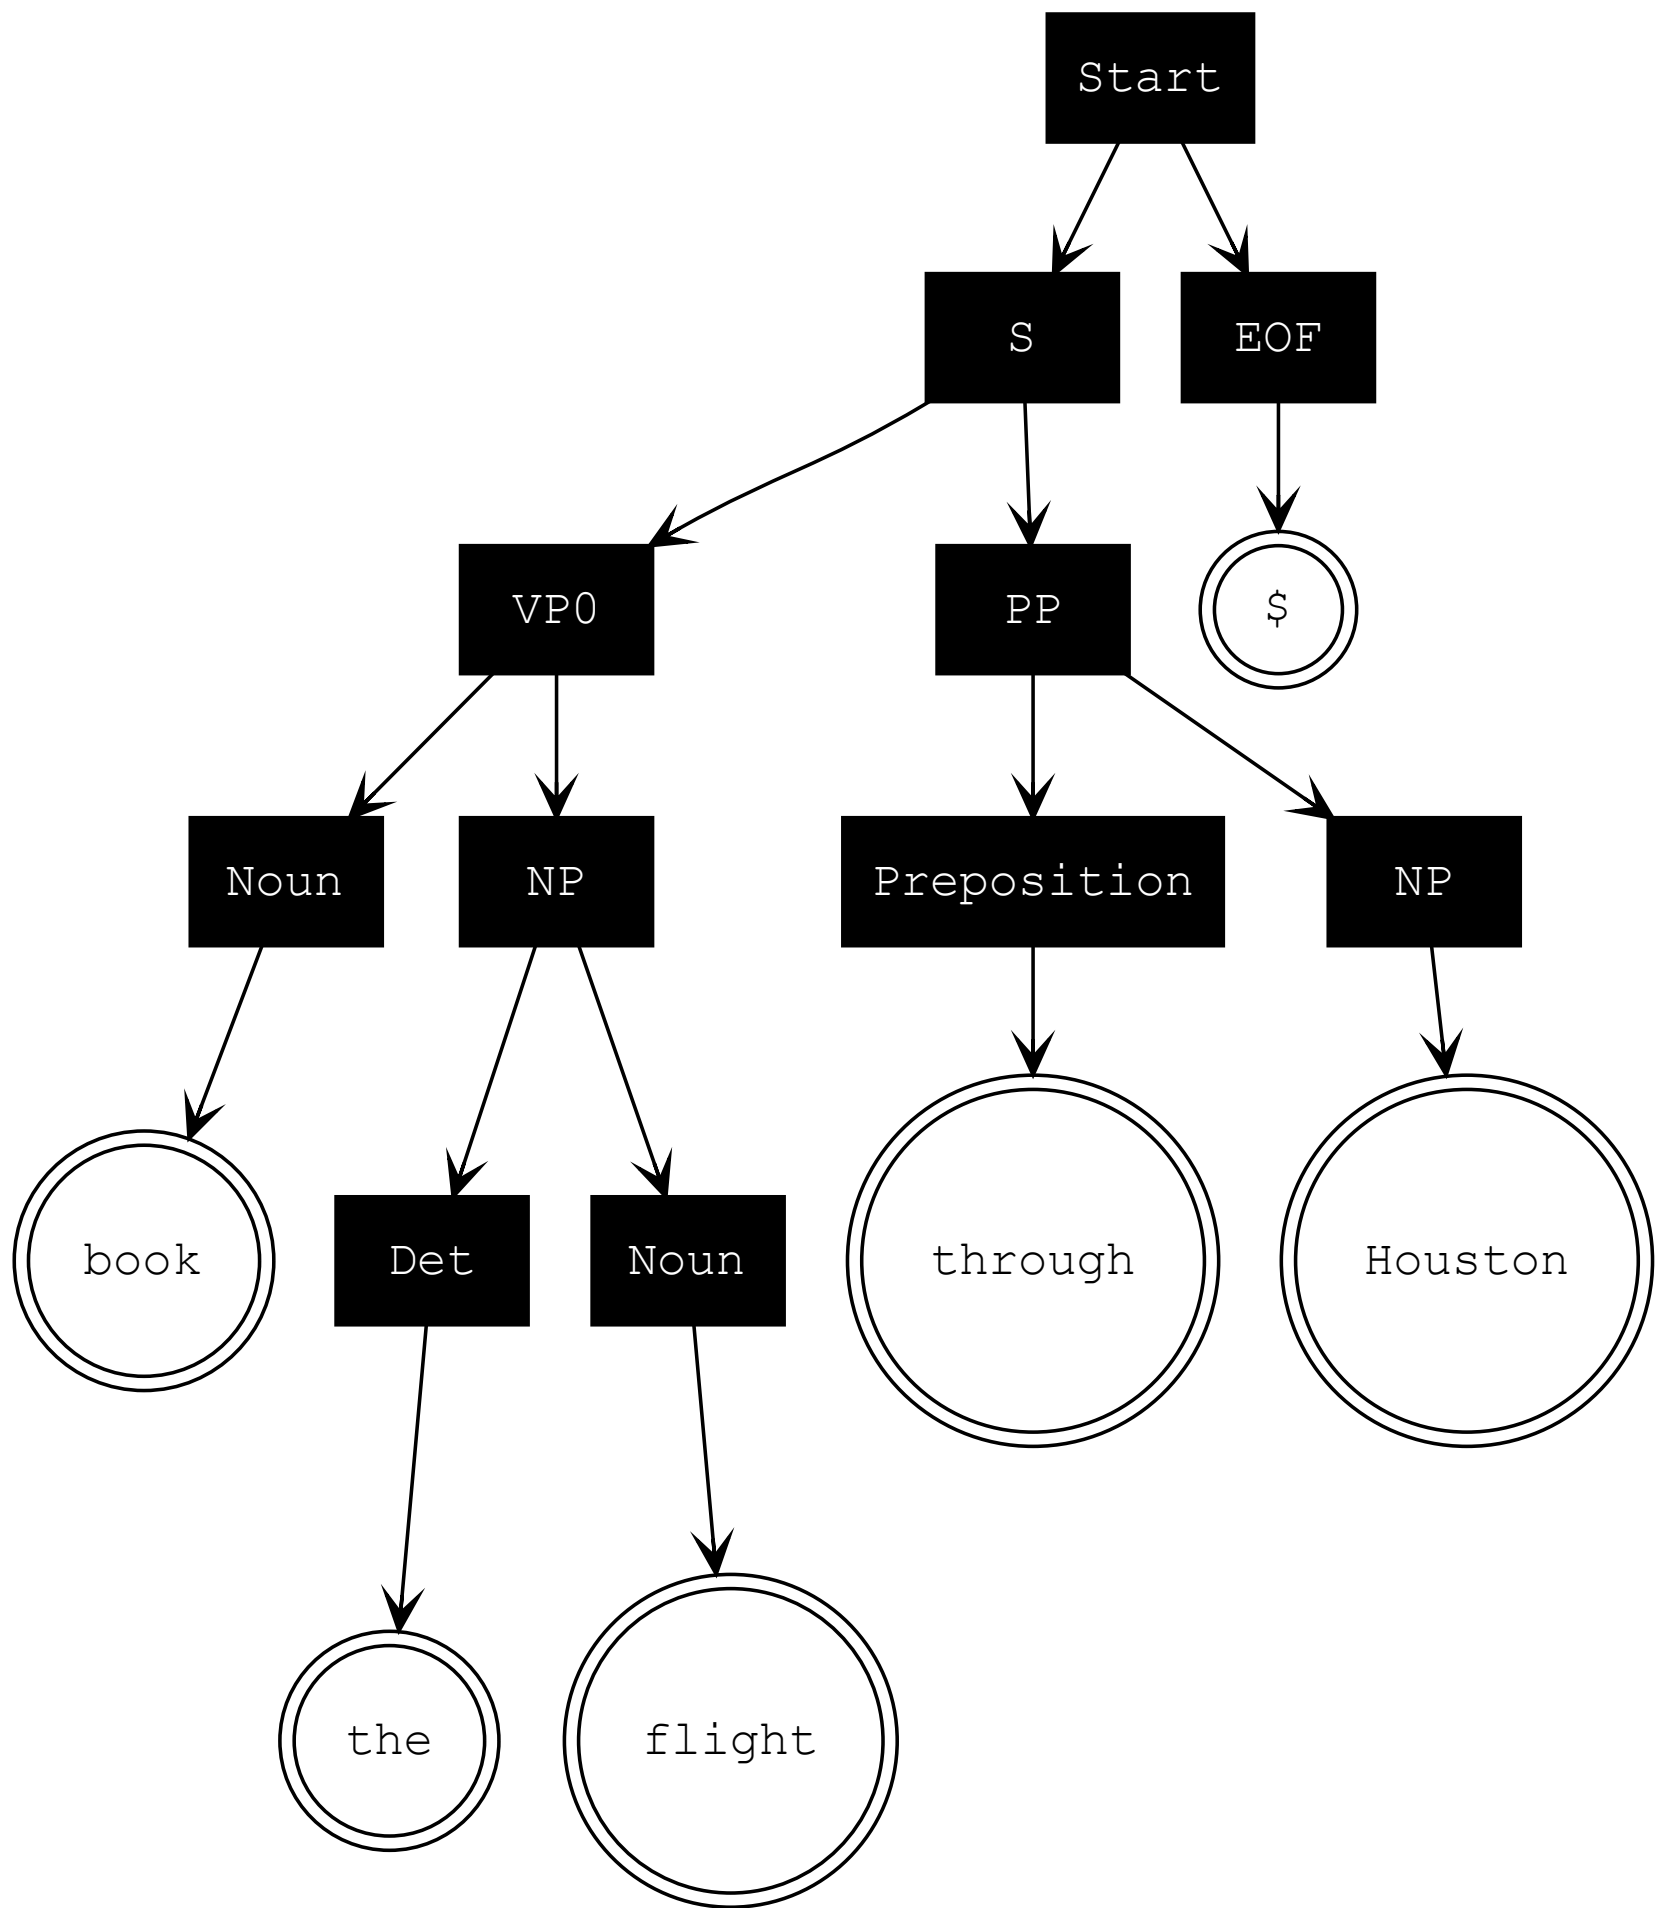 Start
S EOF
VP0 PP $
Noun NP Preposition NP
book Det Noun through Houston
the flight